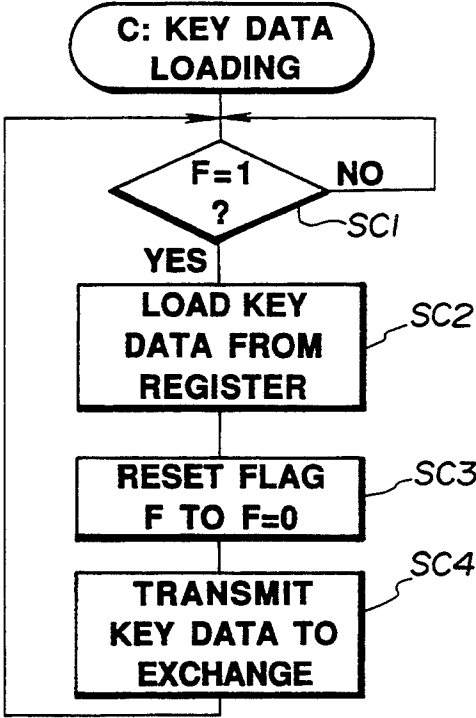 C: KEY DATA
LOADING
F=1
?
NO
SC1
YES
LOAD KEY
DATA FROM
REGISTER
SC2
RESET FLAG
F TO F=0
SC3
TRANSMIT
KEY DATA TO
EXCHANGE
SC4